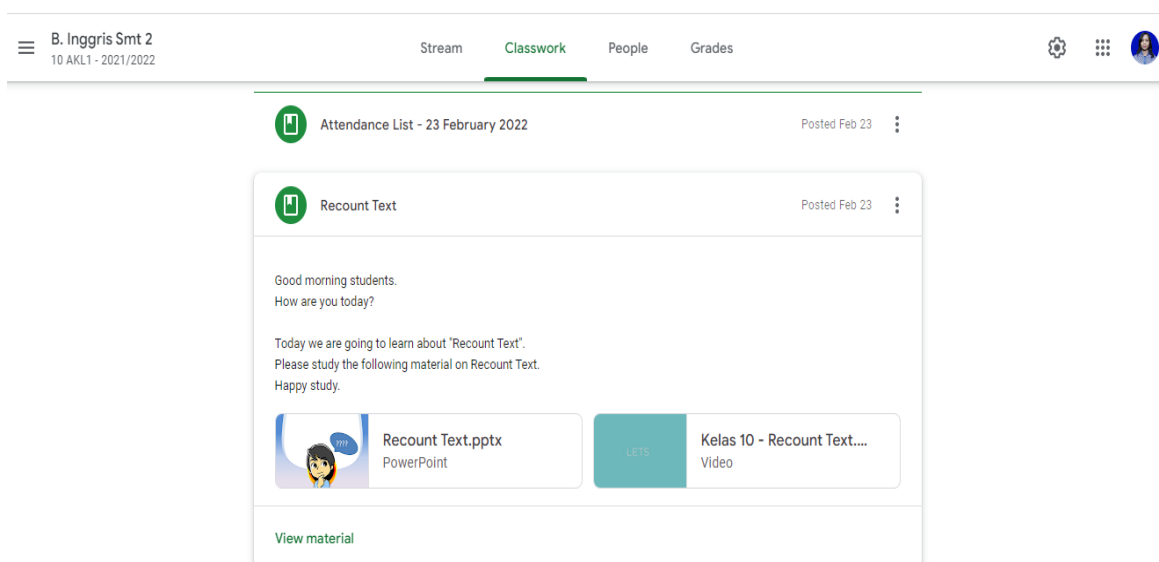 B. Inggris Smt 2
10 AKL1 - 2021/2022
Stream Classwork People Grades
Attendance List - 23 February 2022 Posted Feb 23
Recount Text Posted Feb 23
Good morning students.
How are you today?
Today we are going to learn about "Recount Text".
Please study the following material on Recount Text.
Happy study.
????
Recount Text.pptx
PowerPoint
LETS
Kelas 10 - Recount Text....
Video
View material